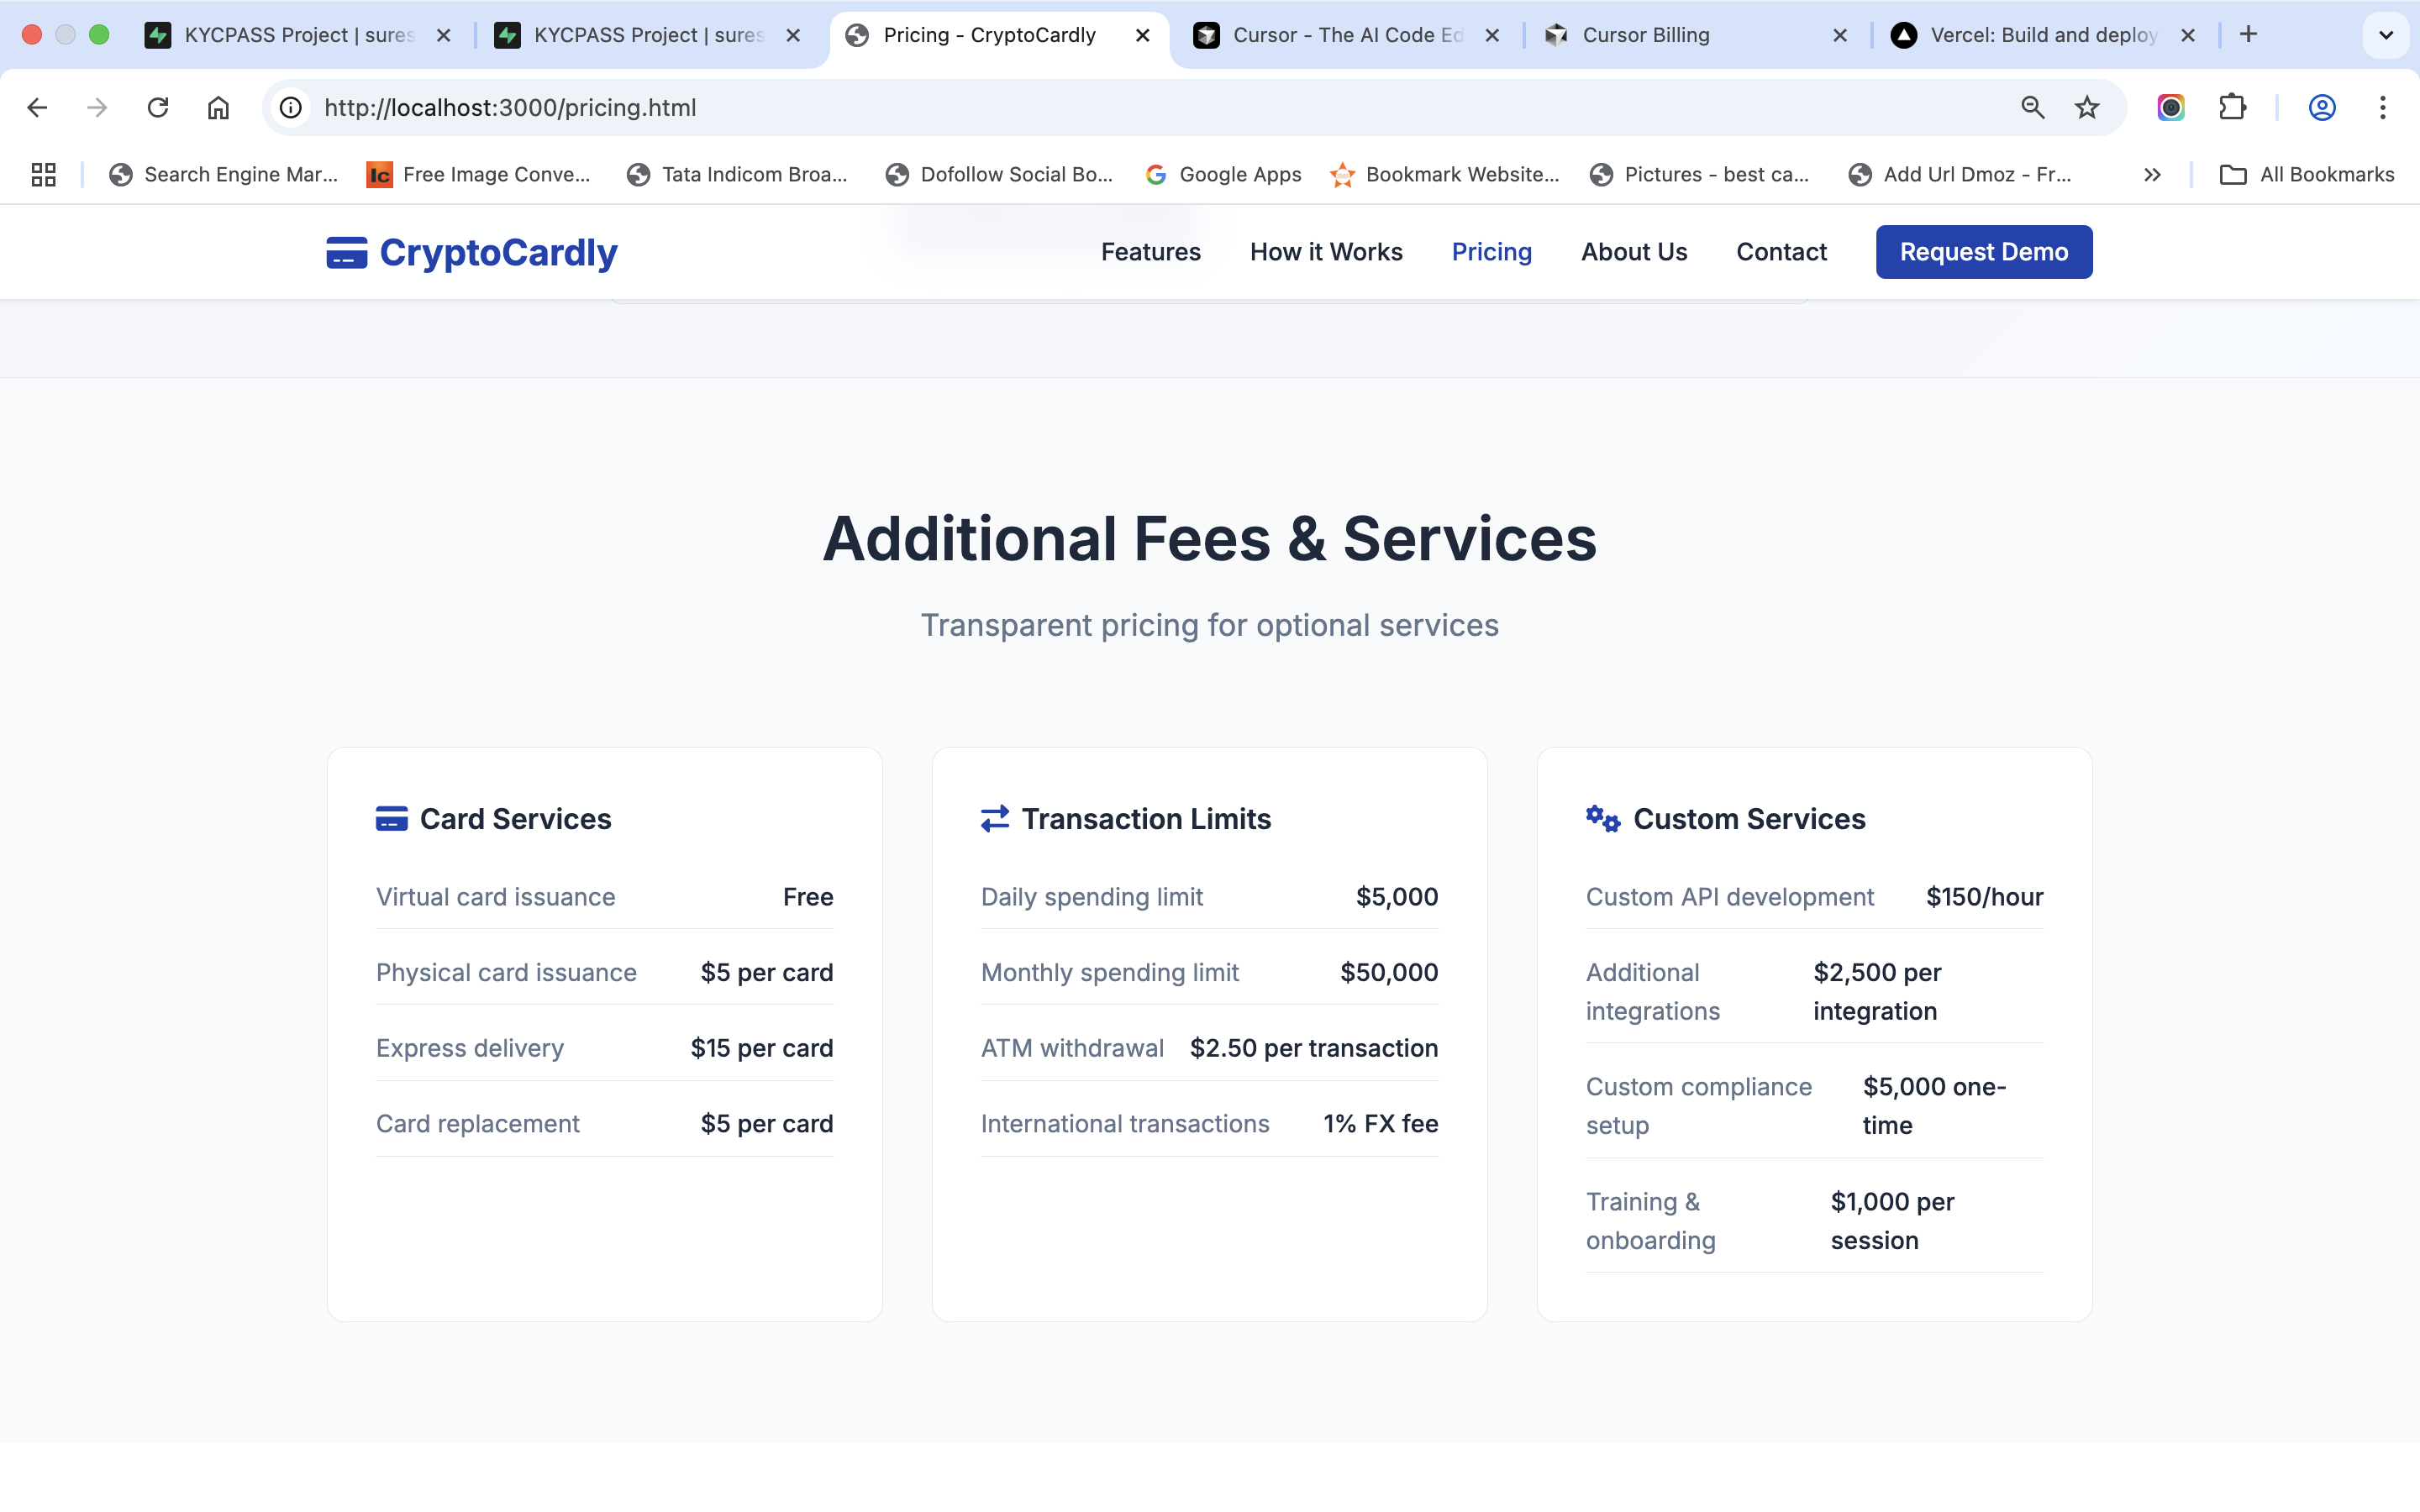 KYCPASS Project | sures
KYCPASS Project | sures
Pricing - CryptoCardly
Cursor - The AI Code Ed
Cursor Billing
Vercel: Build and deploy
http://localhost:3000/pricing.html
Search Engine Mar...
Ic
Free Image Conve...
Tata Indicom Broa...
Dofollow Social Bo...
Google Apps
Bookmark Website...
Pictures - best ca...
Add Url Dmoz - Fr...
All Bookmarks
CryptoCardly
Features
How it Works
Pricing
About Us
Contact
Request Demo
Additional Fees & Services
Transparent pricing for optional services
Card Services
Virtual card issuance Free
Physical card issuance $5 per card
Express delivery $15 per card
Card replacement $5 per card
Transaction Limits
Daily spending limit $5,000
Monthly spending limit $50,000
ATM withdrawal $2.50 per transaction
International transactions 1% FX fee
Custom Services
Custom API development $150/hour
Additional $2,500 per
integrations integration
Custom compliance $5,000 one-
setup time
Training & $1,000 per
onboarding session